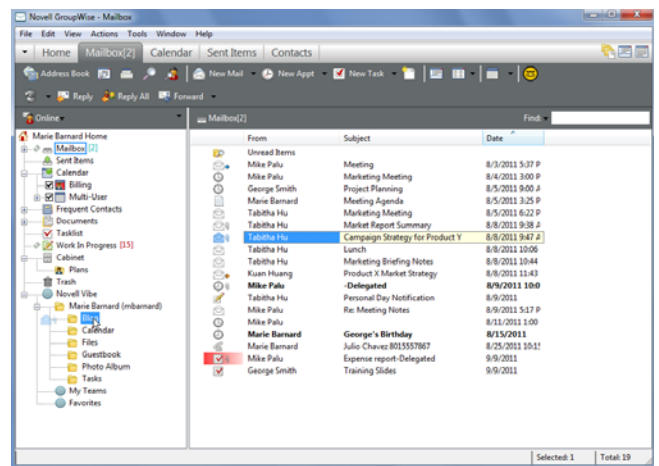 Novell GroupWise - Mailbox
File Edit View Actions Tools Window Help
Home Mailbox[2] Calendar Sent Items Contacts
Address Book New Mail New Appt New Task
Reply Reply All Forward
Online Mailbox[2] Find:
Marie Barnard Home
Mailbox [2]
Sent Items
Calendar
Billing
Multi-User
Frequent Contacts
Documents
Tasklist
Work In Progress [15]
Cabinet
Plans
Trash
Novell Vibe
Marie Barnard (mbarnard)
Calendar
Files
Guestbook
Photo Album
Tasks
My Teams
Favorites
From Subject Date
Unread Items
Mike Palu Meeting 8/3/2011 5:37 P
Mike Palu Marketing Meeting 8/4/2011 3:00 P
George Smith Project Planning 8/5/2011 9:00 A
Marie Barnard Meeting Agenda 8/5/2011 3:25 P
Tabitha Hu Marketing Meeting 8/5/2011 6:22 P
Tabitha Hu Market Report Summary 8/8/2011 9:38 A
Tabitha Hu Campaign Strategy for Product Y 8/8/2011 9:47 A
Tabitha Hu Lunch 8/8/2011 10:06
Tabitha Hu Marketing Briefing Notes 8/8/2011 10:44
Kuan Huang Product X Market Strategy 8/8/2011 11:43
Mike Palu -Delegated 8/9/2011 10:0
Tabitha Hu Personal Day Notification 8/9/2011
Mike Palu Re: Meeting Notes 8/9/2011 5:17 P
Mike Palu 8/11/2011 1:00
Marie Barnard George's Birthday 8/15/2011
Marie Barnard Julio Chavez 8015557867 8/25/2011 10:15
Mike Palu Expense report-Delegated 9/9/2011
George Smith Training Slides 9/9/2011
Selected: 1 Total: 19